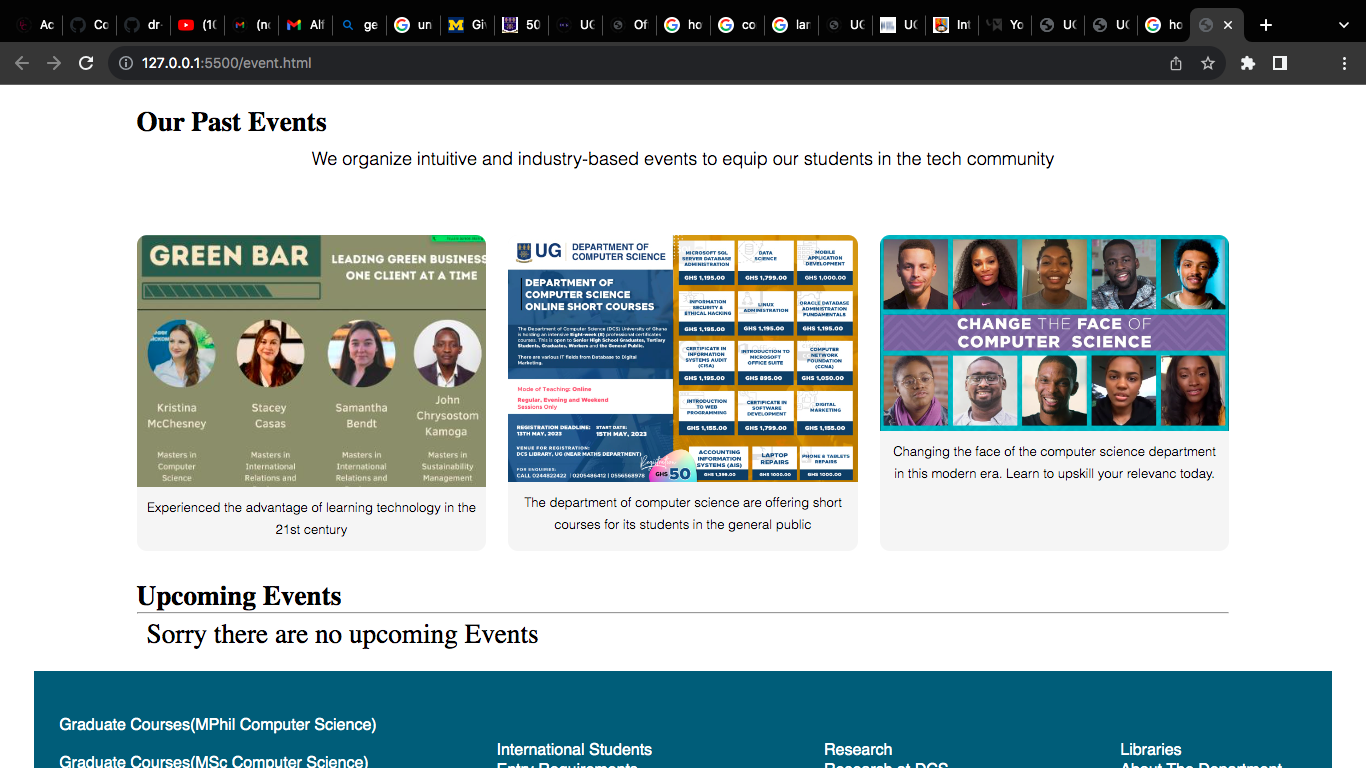 Ac
Co
dr-
(10
(no
Alf
ge
un
Giv
50
UG
Of
ho
co
lar
UG
UC
Int
Yo
UC
UC
ho
127.0.0.1:5500/event.html
Our Past Events
We organize intuitive and industry-based events to equip our students in the tech community
GREEN BAR
LEADING GREEN BUSINESS
ONE CLIENT AT A TIME
Kristina
McChesney
Stacey
Casas
Samantha
Bendt
John
Chrysostom
Kamoga
Masters in
Computer
Science
Masters in
International
Relations and
Masters in
International
Relations and
Masters in
Sustainability
Management
Experienced the advantage of learning technology in the
21st century
UG
DEPARTMENT OF
COMPUTER SCIENCE
DEPARTMENT OF
COMPUTER SCIENCE
ONLINE SHORT COURSES
The Department of Computer Science (DCS) University of Ghana
is holding an intensive Eight-week (8) professional certificates
courses. This is open to Senior High School Graduates, Tertiary
Students, Graduates, Workers and the General Public.
There are various IT fields from Database to Digital
Marketing.
Mode of Teaching: Online
Regular, Evening and Weekend
Sessions Only
REGISTRATION DEADLINE:
13TH MAY, 2023
START DATE:
15TH MAY, 2023
VENUE FOR REGISTRATION:
DCS LIBRARY, UG (NEAR MATHS DEPARTMENT)
FOR ENQUIRIES:
CALL 0244822422 / 0205486412 / 0556568978
Registration
GHS 50
MICROSOFT SQL
SERVER DATABASE
ADMINISTRATION
GHS 1,195.00
DATA
SCIENCE
GHS 1,799.00
MOBILE
APPLICATION
DEVELOPMENT
GHS 1,000.00
INFORMATION
SECURITY &
ETHICAL HACKING
GHS 1,195.00
LINUX
ADMINISTRATION
GHS 1,195.00
ORACLE DATABASE
ADMINISTRATION
FUNDAMENTALS
GHS 1,195.00
CERTIFICATE IN
INFORMATION
SYSTEMS AUDIT
(CISA)
GHS 1,195.00
INTRODUCTION TO
MICROSOFT
OFFICE SUITE
GHS 895.00
COMPUTER
NETWORK
FOUNDATION
(CCNA)
GHS 1,050.00
INTRODUCTION
TO WEB
PROGRAMMING
GHS 1,155.00
CERTIFICATE IN
SOFTWARE
DEVELOPMENT
GHS 1,799.00
DIGITAL
MARKETING
GHS 1,155.00
ACCOUNTING
INFORMATION
SYSTEMS (AIS)
GHS 1,399.00
LAPTOP
REPAIRS
GHS 1000.00
PHONE & TABLETS
REPAIRS
GHS 1000.00
The department of computer science are offering short
courses for its students in the general public
CHANGE THE FACE OF
COMPUTER SCIENCE
Changing the face of the computer science department
in this modern era. Learn to upskill your relevanc today.
Upcoming Events
Sorry there are no upcoming Events
Graduate Courses(MPhil Computer Science)
Graduate Courses(MSc Computer Science)
International Students
Entry Requirements
Research
Research at DCS
Libraries
About The Department